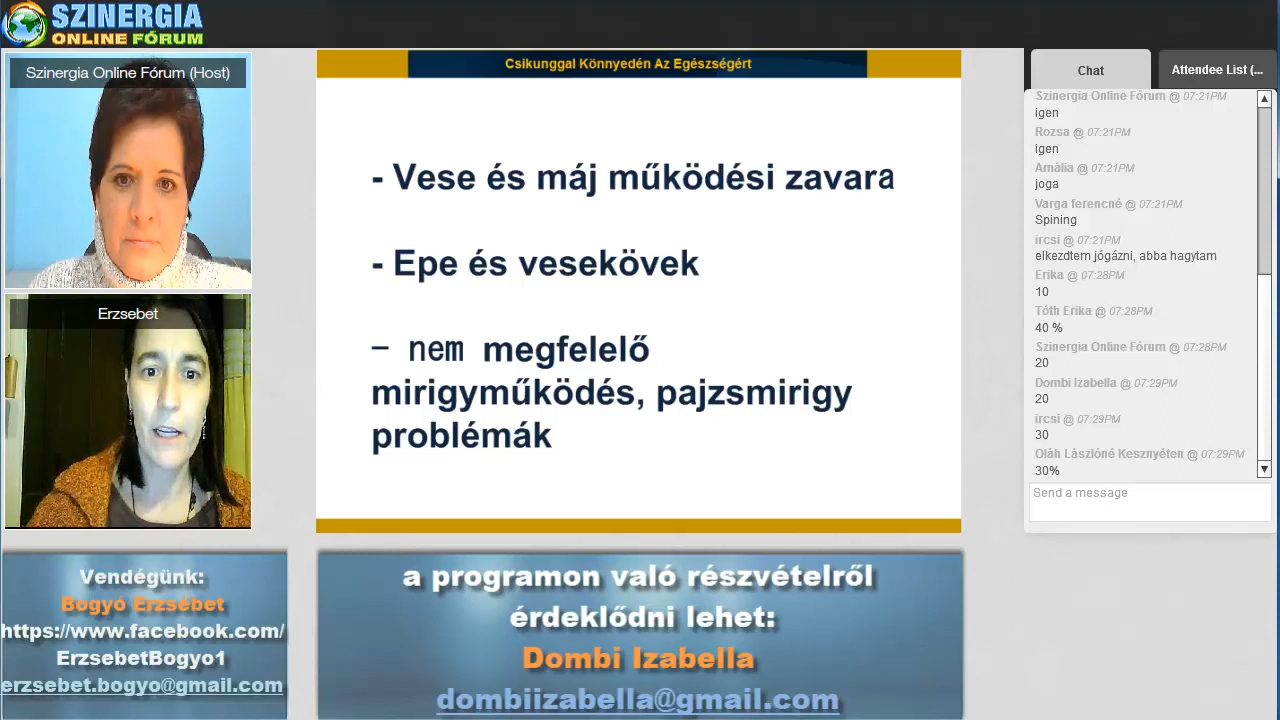 SZINERGIA
ONLINE FÓRUM
Szinergia Online Fórum (Host)
Erzsebet
Vendégünk:
Bogyó Erzsébet
https://www.facebook.com/
ErzsebetBogyo1
erzsebet.bogyo@gmail.com
Csikunggal Könnyedén Az Egészségért
- Vese és máj működési zavara
- Epe és vesekövek
– nem megfelelő
mirigyműködés, pajzsmirigy
problémák
a programon való részvételről
érdeklődni lehet:
Dombi Izabella
dombiizabella@gmail.com
Chat
Attendee List (...
Szinergia Online Fórum @ 07:21PM
igen
Rozsa @ 07:21PM
igen
Amália @ 07:21PM
joga
Varga ferencné @ 07:21PM
Spining
ircsi @ 07:21PM
elkezdtem jógázni, abba hagytam
Erika @ 07:28PM
10
Tóth Erika @ 07:28PM
40 %
Szinergia Online Fórum @ 07:28PM
20
Dombi Izabella @ 07:29PM
20
ircsi @ 07:29PM
30
Oláh Lászlóné Kesznyéten @ 07:29PM
30%
Send a message